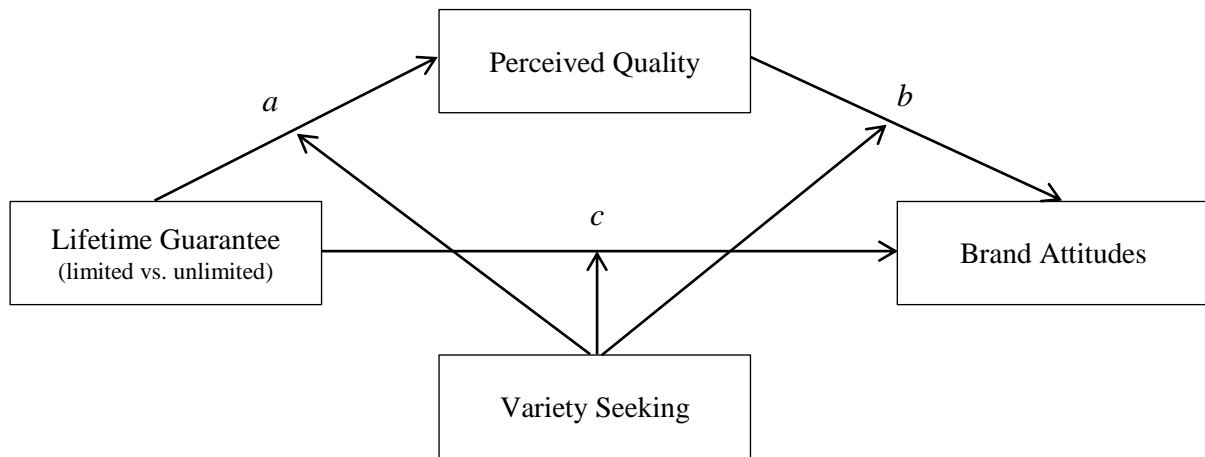 Perceived Quality
a
b
Lifetime Guarantee
(limited vs. unlimited)
c
Brand Attitudes
Variety Seeking